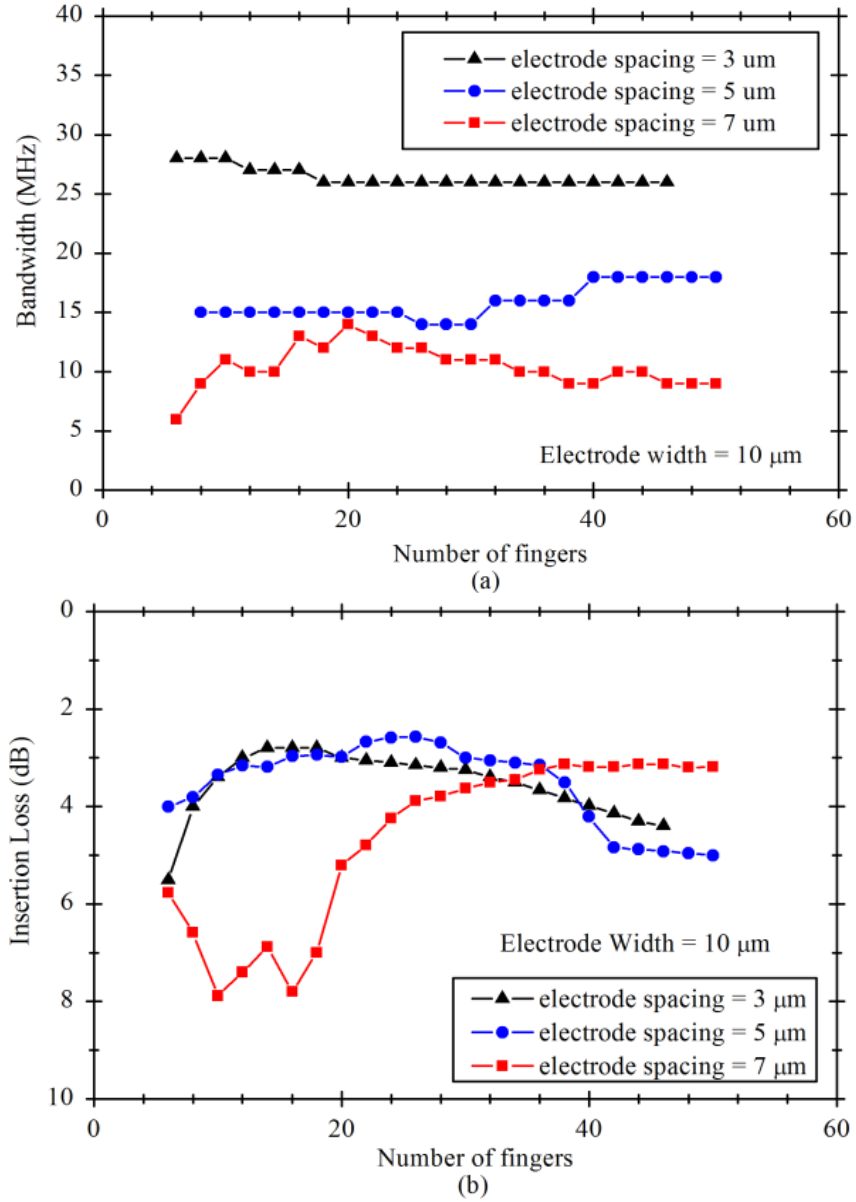 40
35
30
25
20
15
10
5
0
Bandwidth (MHz)
electrode spacing = 3 um
electrode spacing = 5 um
electrode spacing = 7 um
Electrode width = 10 μm
0 20 40 60
Number of fingers
(a)
0
2
4
6
8
10
Insertion Loss (dB)
Electrode Width = 10 μm
electrode spacing = 3 μm
electrode spacing = 5 μm
electrode spacing = 7 μm
0 20 40 60
Number of fingers
(b)